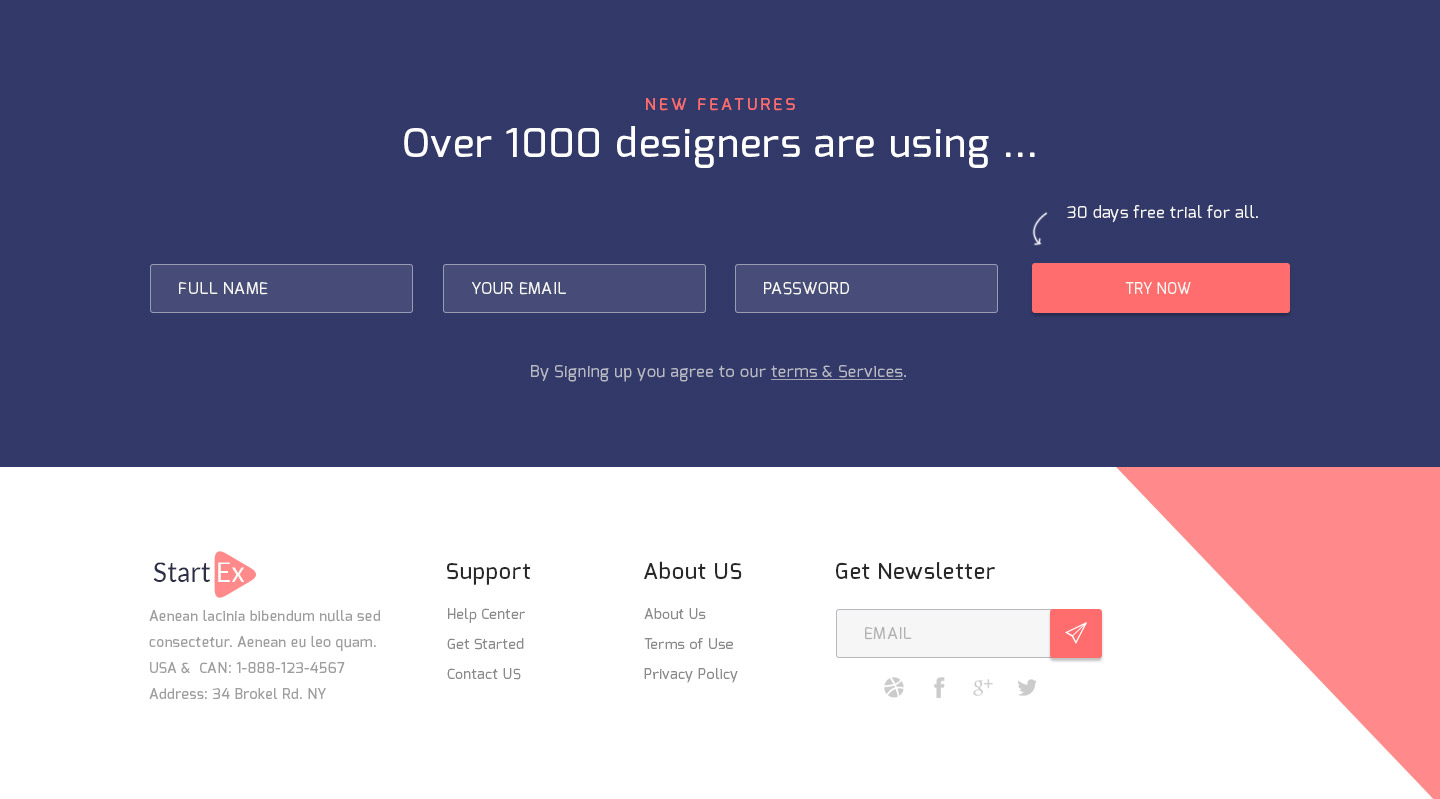 NEW FEATURES
Over 1000 designers are using ...
30 days free trial for all.
FULL NAME
YOUR EMAIL
PASSWORD
TRY NOW
By Signing up you agree to our terms & Services.
Start Ex
Aenean lacinia bibendum nulla sed
consectetur. Aenean eu leo quam.
USA & CAN: 1-888-123-4567
Address: 34 Brokel Rd. NY
Support
Help Center
Get Started
Contact US
About US
About Us
Terms of Use
Privacy Policy
Get Newsletter
EMAIL